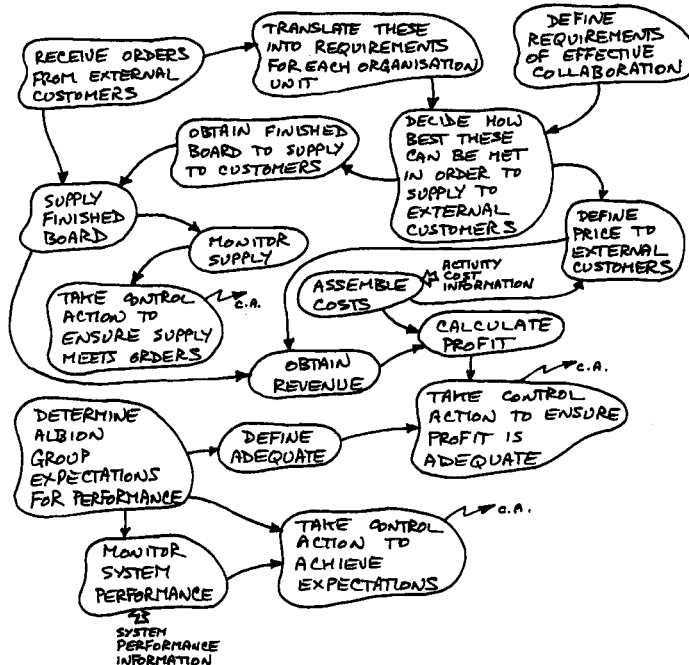 RECEIVE ORDERS
FROM EXTERNAL
CUSTOMERS
TRANSLATE THESE
INTO REQUIREMENTS
FOR EACH ORGANISATION
UNIT
DEFINE
REQUIREMENTS
OF EFFECTIVE
COLLABORATION
OBTAIN FINISHED
BOARD TO SUPPLY
TO CUSTOMERS
DECIDE HOW
BEST THESE
CAN BE MET
IN ORDER TO
SUPPLY TO
EXTERNAL
CUSTOMERS
SUPPLY
FINISHED
BOARD
MONITOR
SUPPLY
DEFINE
PRICE TO
EXTERNAL
CUSTOMERS
ACTIVITY
COST
INFORMATION
ASSEMBLE
COSTS
TAKE CONTROL
ACTION TO
ENSURE SUPPLY
MEETS ORDERS
C.A.
CALCULATE
PROFIT
OBTAIN
REVENUE
C.A.
TAKE CONTROL
ACTION TO ENSURE
PROFIT IS
ADEQUATE
DETERMINE
ALBION
GROUP
EXPECTATIONS
FOR PERFORMANCE
DEFINE
ADEQUATE
C.A.
TAKE CONTROL
ACTION TO
ACHIEVE
EXPECTATIONS
MONITOR
SYSTEM
PERFORMANCE
SYSTEM
PERFORMANCE
INFORMATION